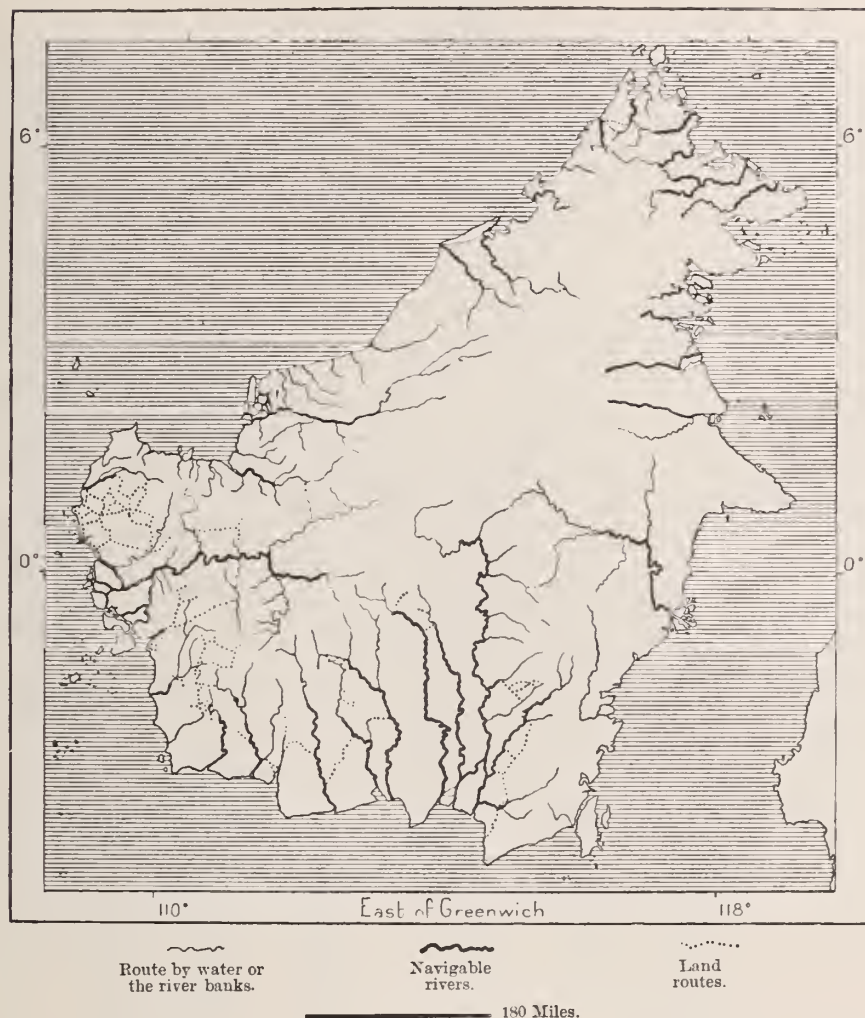 6°
6°
0°
0°
110°
East of Greenwich
118°
Route by water or
the river banks.
Navigable
rivers.
Land
routes.
180 Miles.